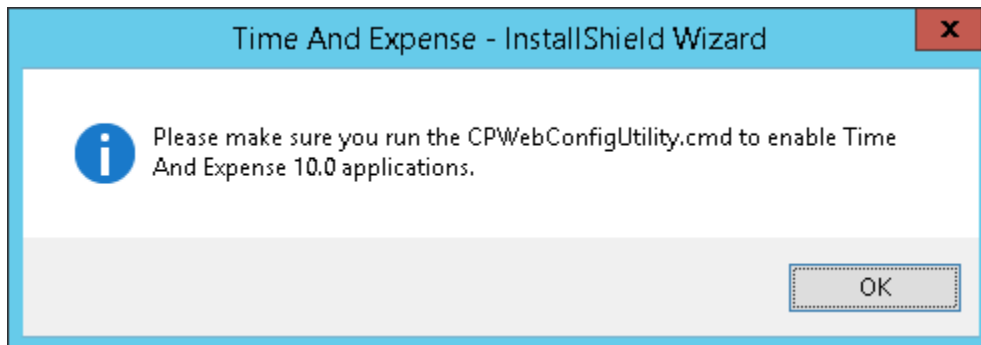 Time And Expense - InstallShield Wizard
Please make sure you run the CPWebConfigUtility.cmd to enable Time
And Expense 10.0 applications.
OK